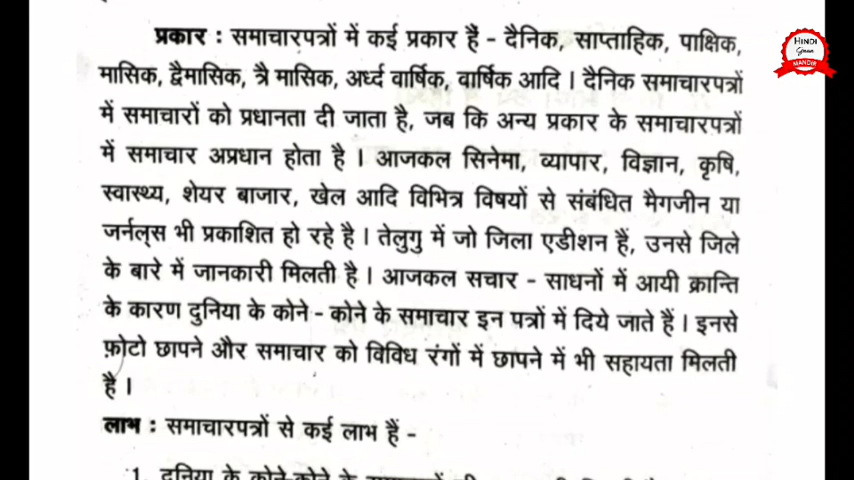 HINDI
Gnan
MANDIR
प्रकार : समाचारपत्रों में कई प्रकार हैं - दैनिक, साप्ताहिक, पाक्षिक,
मासिक, द्वैमासिक, त्रै मासिक, अर्ध्द वार्षिक, वार्षिक आदि । दैनिक समाचारपत्रों
में समाचारों को प्रधानता दी जाता है, जब कि अन्य प्रकार के समाचारपत्रों
में समाचार अप्रधान होता है । आजकल सिनेमा, व्यापार, विज्ञान, कृषि,
स्वास्थ्य, शेयर बाजार, खेल आदि विभित्र विषयों से संबंधित मैगजीन या
जर्नल्स भी प्रकाशित हो रहे है । तेलुगु में जो जिला एडीशन हैं, उनसे जिले
के बारे में जानकारी मिलती है । आजकल सचार - साधनों में आयी क्रान्ति
के कारण दुनिया के कोने - कोने के समाचार इन पत्रों में दिये जाते हैं । इनसे
फ़ोटो छापने और समाचार को विविध रंगों में छापने में भी सहायता मिलती
है ।
लाभ : समाचारपत्रों से कई लाभ हैं -
1. दुनिया के कोने-कोने के